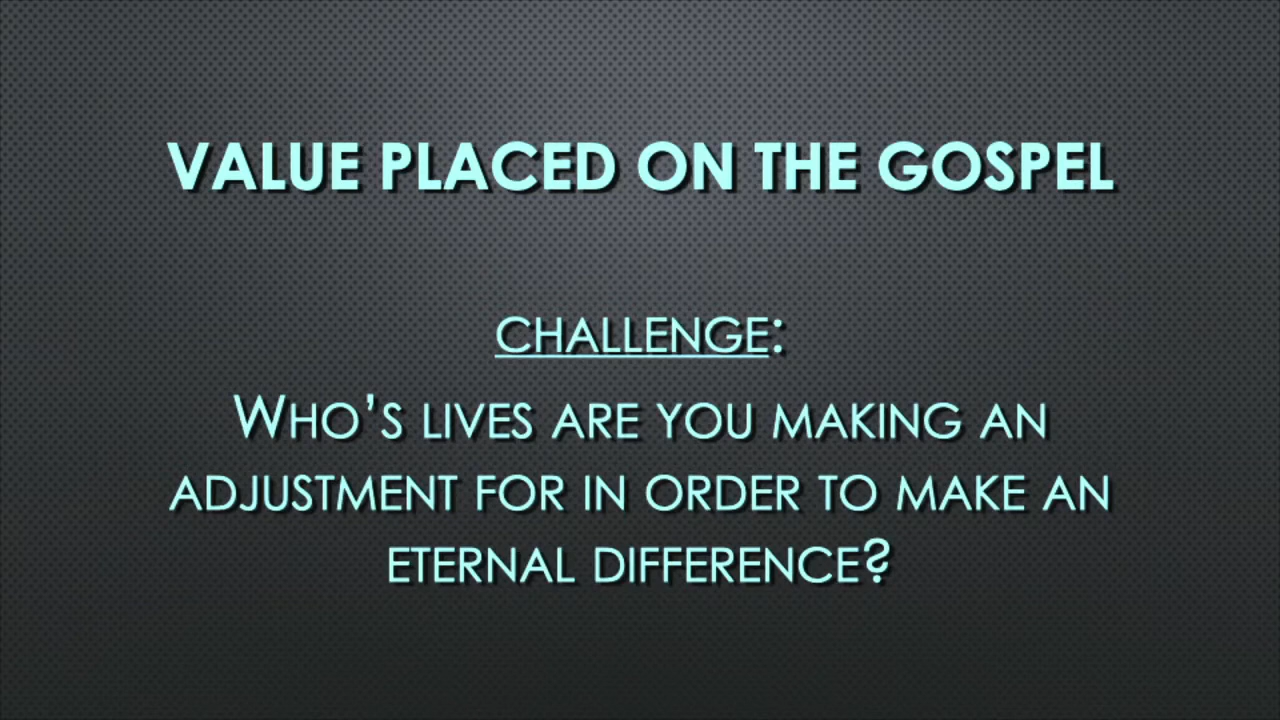 VALUE PLACED ON THE GOSPEL
CHALLENGE:
WHO'S LIVES ARE YOU MAKING AN
ADJUSTMENT FOR IN ORDER TO MAKE AN
ETERNAL DIFFERENCE?